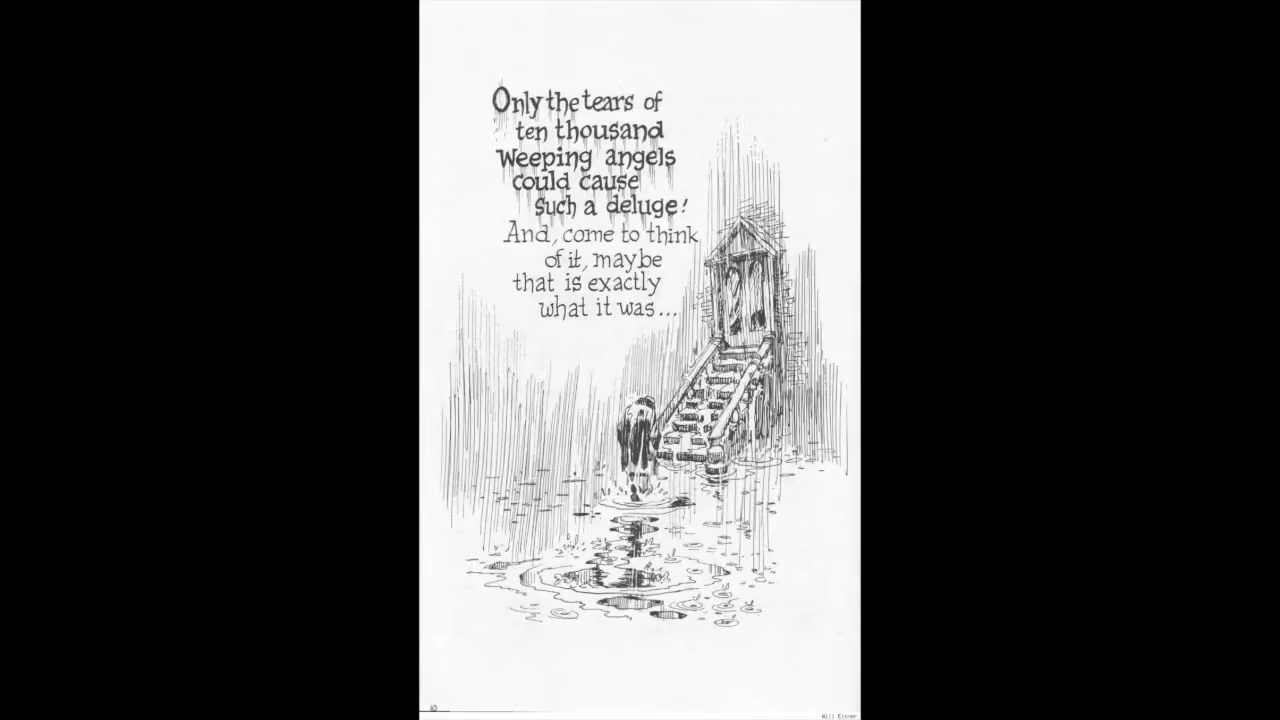 Only the tears of
ten thousand
Weeping angels
could cause
Such a deluge!
And, come to think
of it, maybe
that is exactly
what it was...
10
Will Eisner